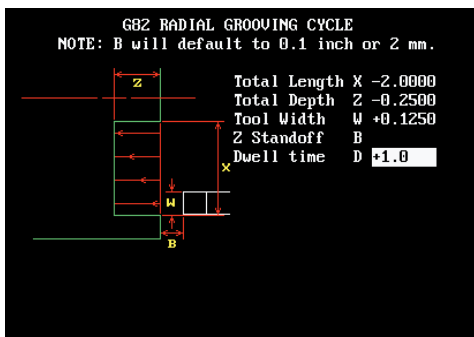 G82 RADIAL GROOVING CYCLE
NOTE: B will default to 0.1 inch or 2 mm.
Total Length X -2.0000
Total Depth Z -0.2500
Tool Width W +0.1250
Z Standoff B
Dwell time D +1.0
Z
X
W
B